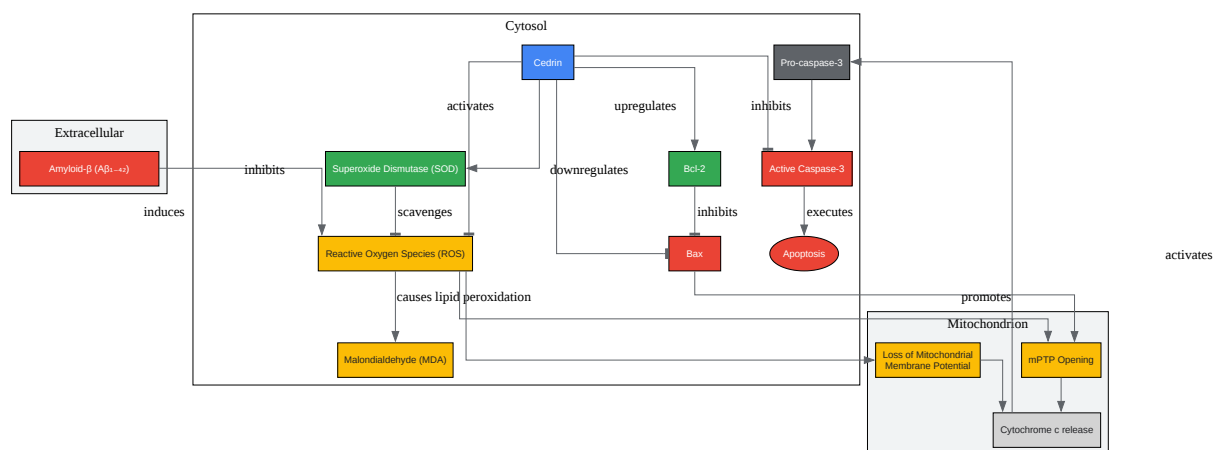 Cytosol
Cedrin
Pro-caspase-3
activates
upregulates
inhibits
Extracellular
Amyloid-β (Aβ₁₋₄₂)
inhibits
Superoxide Dismutase (SOD)
downregulates
Bcl-2
Active Caspase-3
induces
scavenges
inhibits
executes
Reactive Oxygen Species (ROS)
Bax
Apoptosis
activates
causes lipid peroxidation
promotes
Mitochondrion
Malondialdehyde (MDA)
Loss of Mitochondrial
Membrane Potential
mPTP Opening
Cytochrome c release